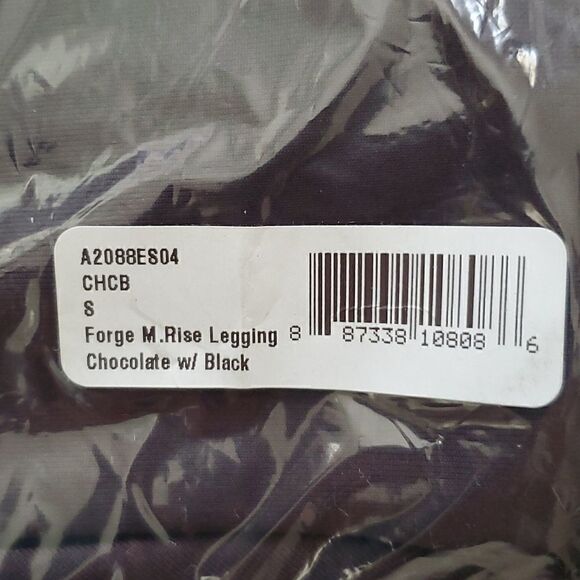 A2088ES04
CHCB
S
Forge M.Rise Legging
Chocolate w/ Black
8 87338 10808 6